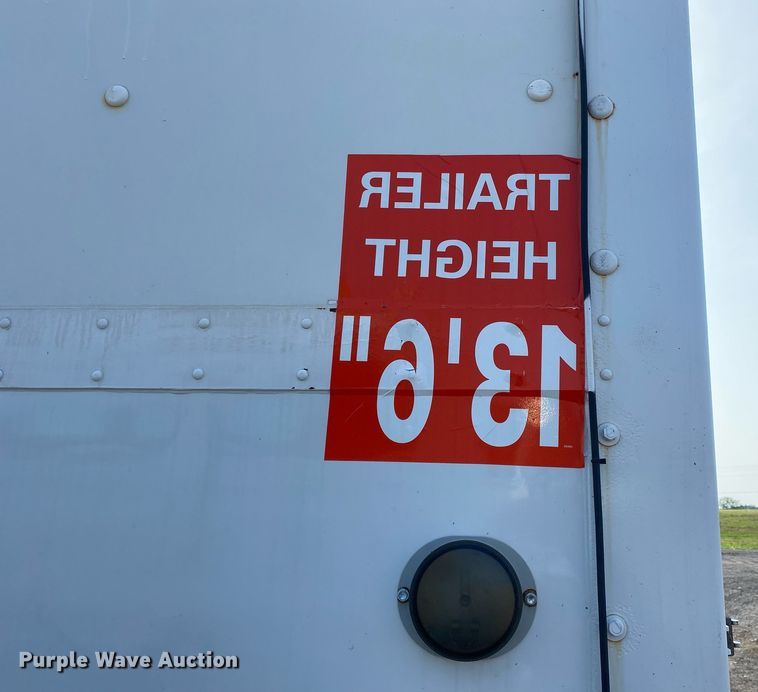 TRAILER
HEIGHT
13'6"
Purple Wave Auction